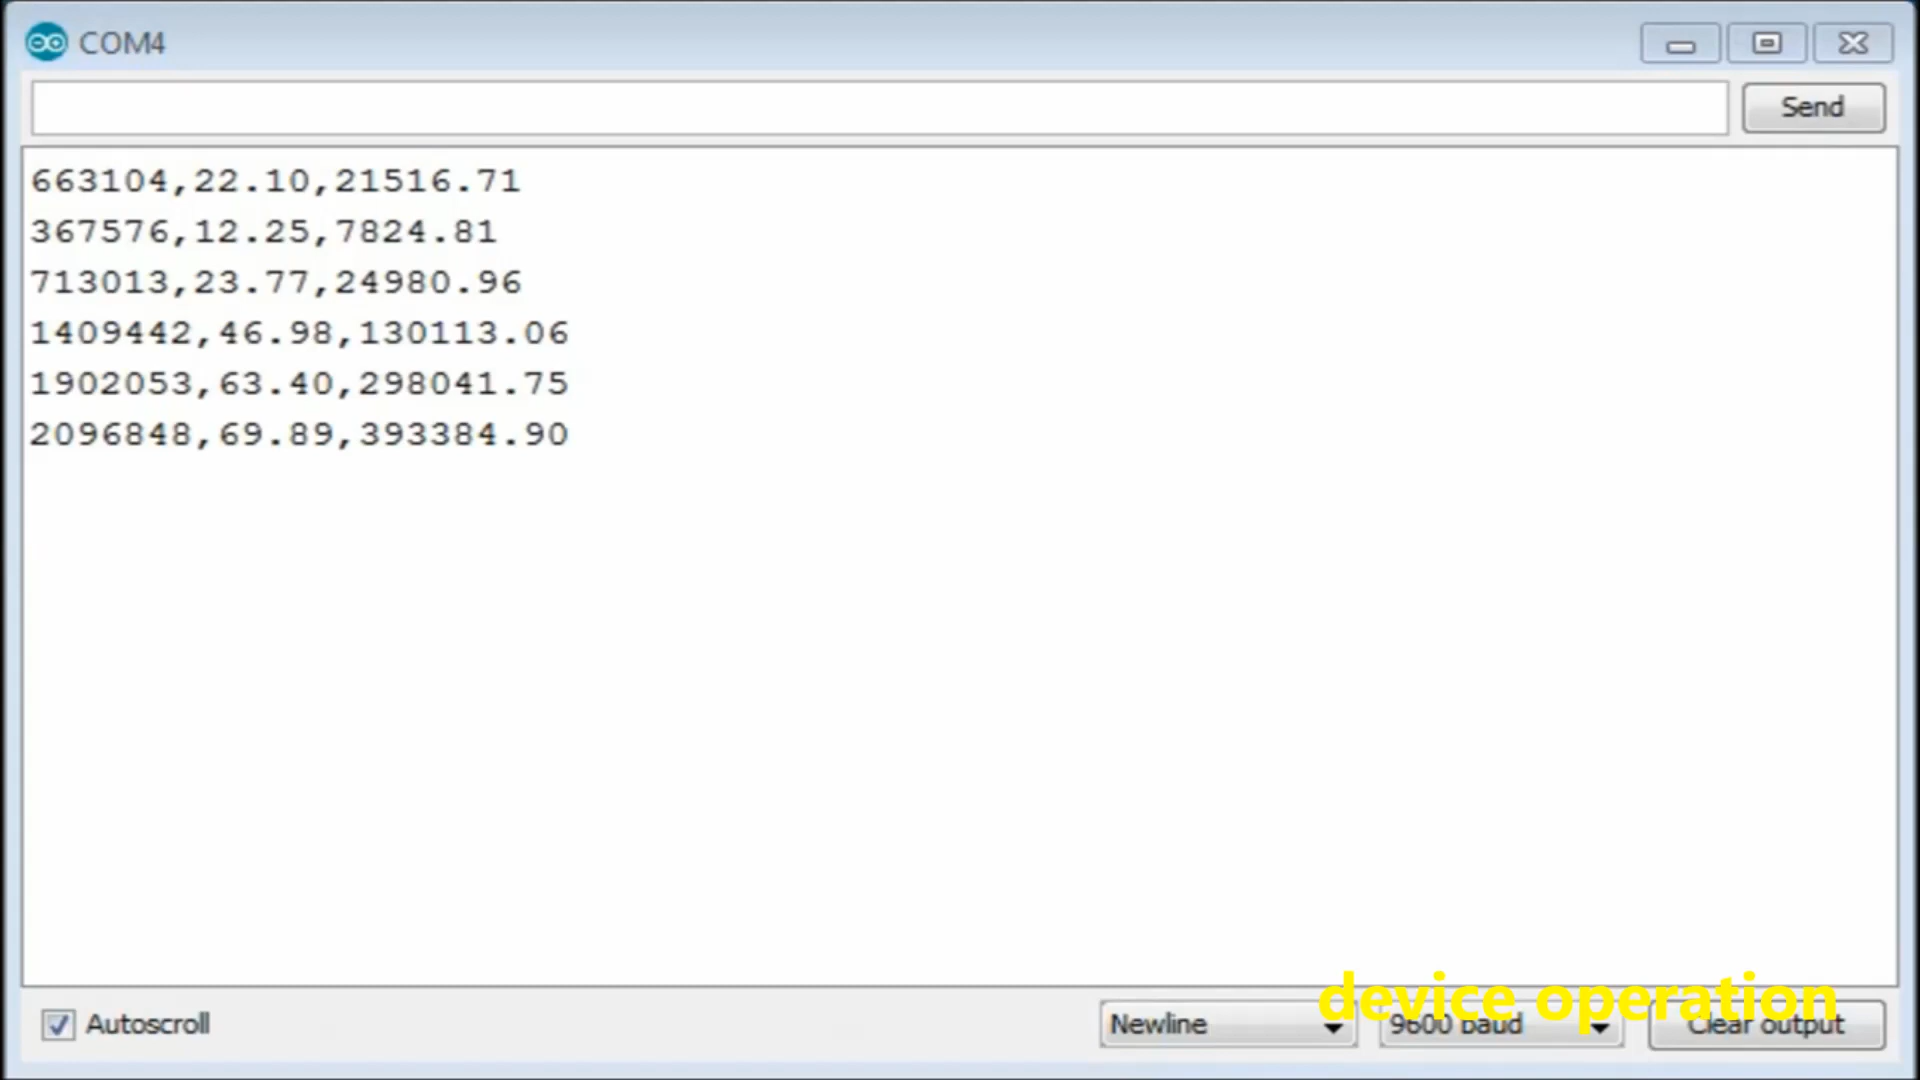 COM4
Send
663104,22.10,21516.71
367576,12.25,7824.81
713013,23.77,24980.96
1409442,46.98,130113.06
1902053,63.40,298041.75
2096848,69.89,393384.90
device operation
Autoscroll
Newline
9600 baud
Clear output